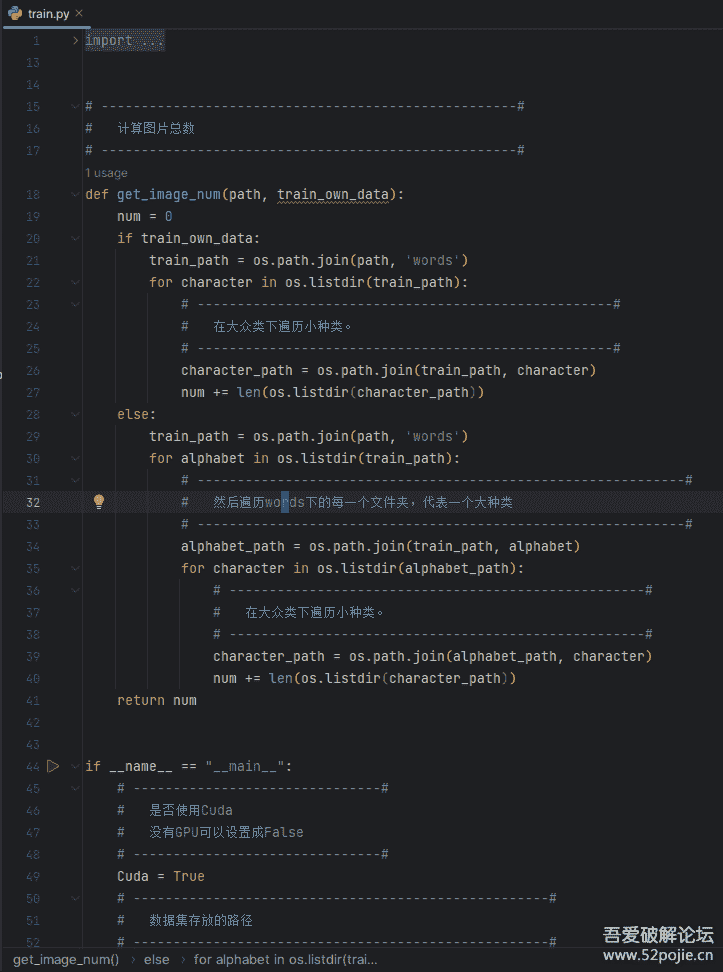 train.py
1 import ...
13
14
15 # ----------------------------------------------------#
16 #   计算图片总数
17 # ----------------------------------------------------#
1 usage
18 def get_image_num(path, train_own_data):
19     num = 0
20     if train_own_data:
21         train_path = os.path.join(path, 'words')
22         for character in os.listdir(train_path):
23             # ----------------------------------------------------#
24             #   在大众类下遍历小种类。
25             # ----------------------------------------------------#
26             character_path = os.path.join(train_path, character)
27             num += len(os.listdir(character_path))
28     else:
29         train_path = os.path.join(path, 'words')
30         for alphabet in os.listdir(train_path):
31             # -------------------------------------------------------------#
32             #   然后遍历words下的每一个文件夹，代表一个大种类
33             # -------------------------------------------------------------#
34             alphabet_path = os.path.join(train_path, alphabet)
35             for character in os.listdir(alphabet_path):
36                 # ----------------------------------------------------#
37                 #   在大众类下遍历小种类。
38                 # ----------------------------------------------------#
39                 character_path = os.path.join(alphabet_path, character)
40                 num += len(os.listdir(character_path))
41     return num
42
43
44 if __name__ == "__main__":
45     # -------------------------------#
46     #   是否使用Cuda
47     #   没有GPU可以设置成False
48     # -------------------------------#
49     Cuda = True
50     # ----------------------------------------------------#
51     #   数据集存放的路径
52     # ----------------------------------------------------#
吾爱破解论坛
www.52pojie.cn
get_image_num() › else › for alphabet in os.listdir(trai...